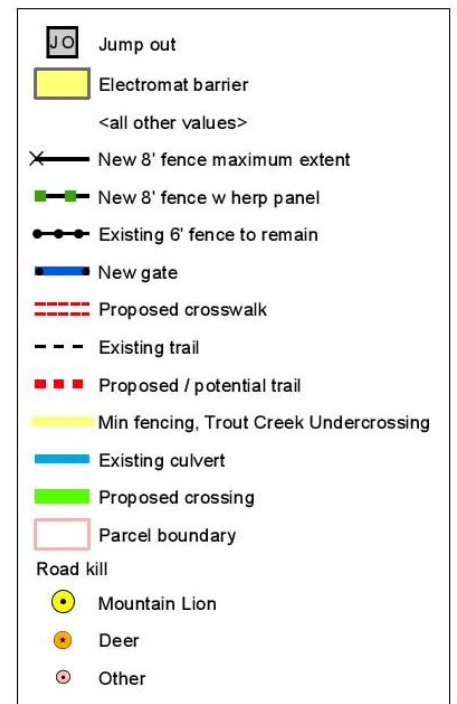 JO Jump out
Electromat barrier
<all other values>
New 8' fence maximum extent
New 8' fence w herp panel
Existing 6' fence to remain
New gate
Proposed crosswalk
Existing trail
Proposed / potential trail
Min fencing, Trout Creek Undercrossing
Existing culvert
Proposed crossing
Parcel boundary
Road kill
Mountain Lion
Deer
Other